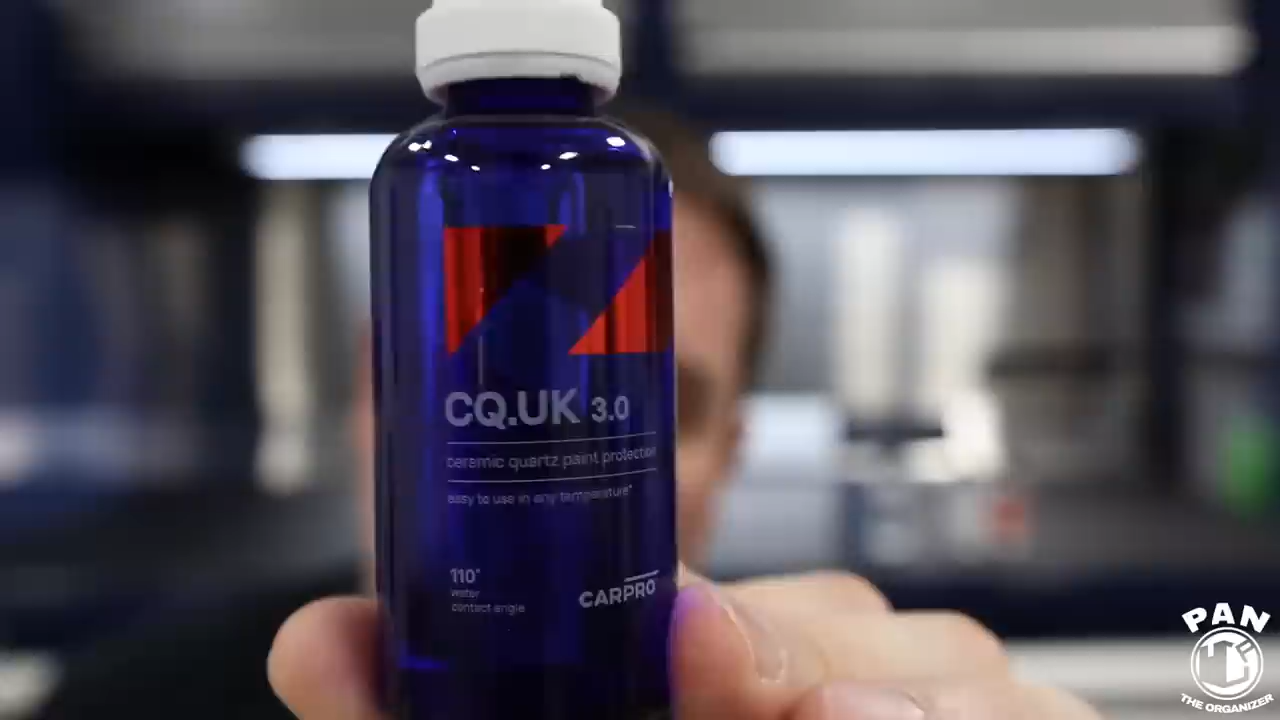 CQ.UK 3.0
ceramic quartz paint protection
easy to use in any temperature*
110°
water
contact angle
CARPRO
PAN
THE ORGANIZER